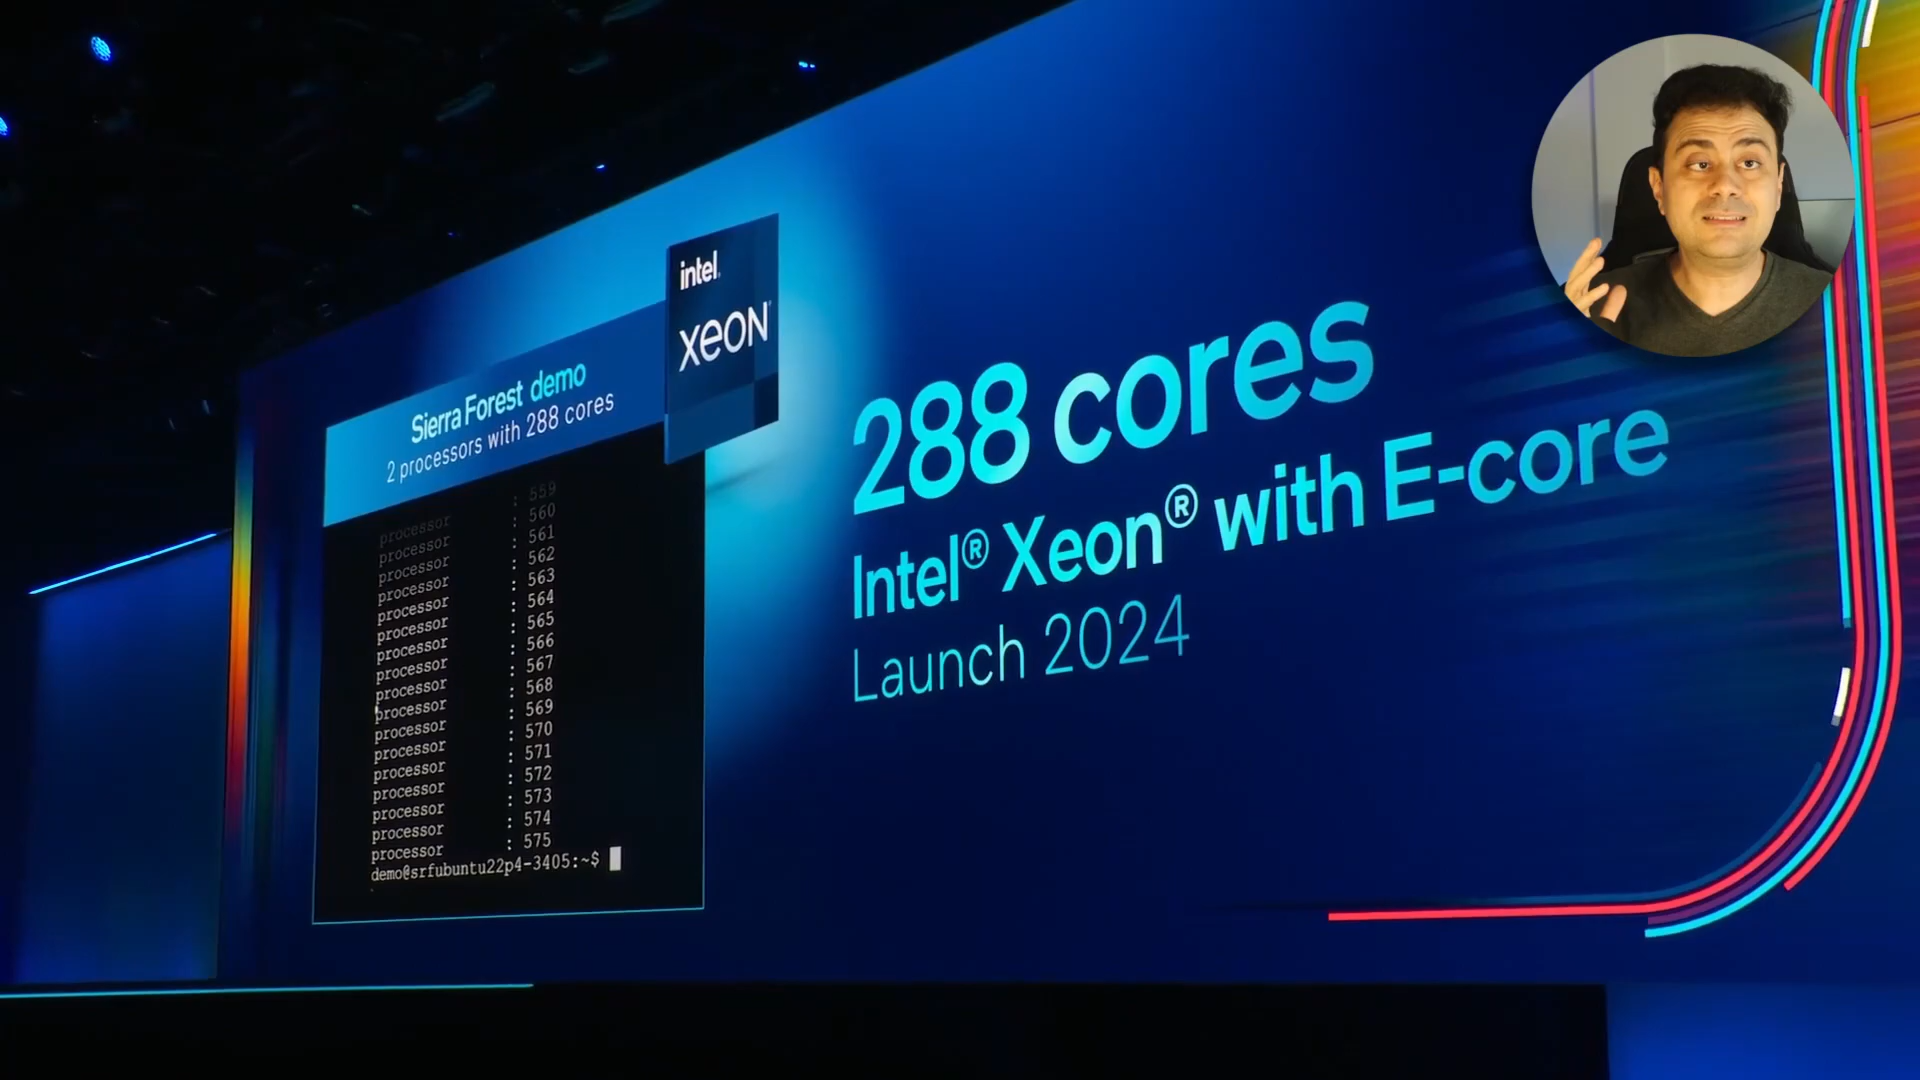 intel
xeon
Sierra Forest demo
2 processors with 288 cores
processor : 559
processor : 560
processor : 561
processor : 562
processor : 563
processor : 564
processor : 565
processor : 566
processor : 567
processor : 568
processor : 569
processor : 570
processor : 571
processor : 572
processor : 573
processor : 574
processor : 575
demo@srfubuntu22p4-3405:~$
288 cores
Intel® Xeon® with E-core
Launch 2024